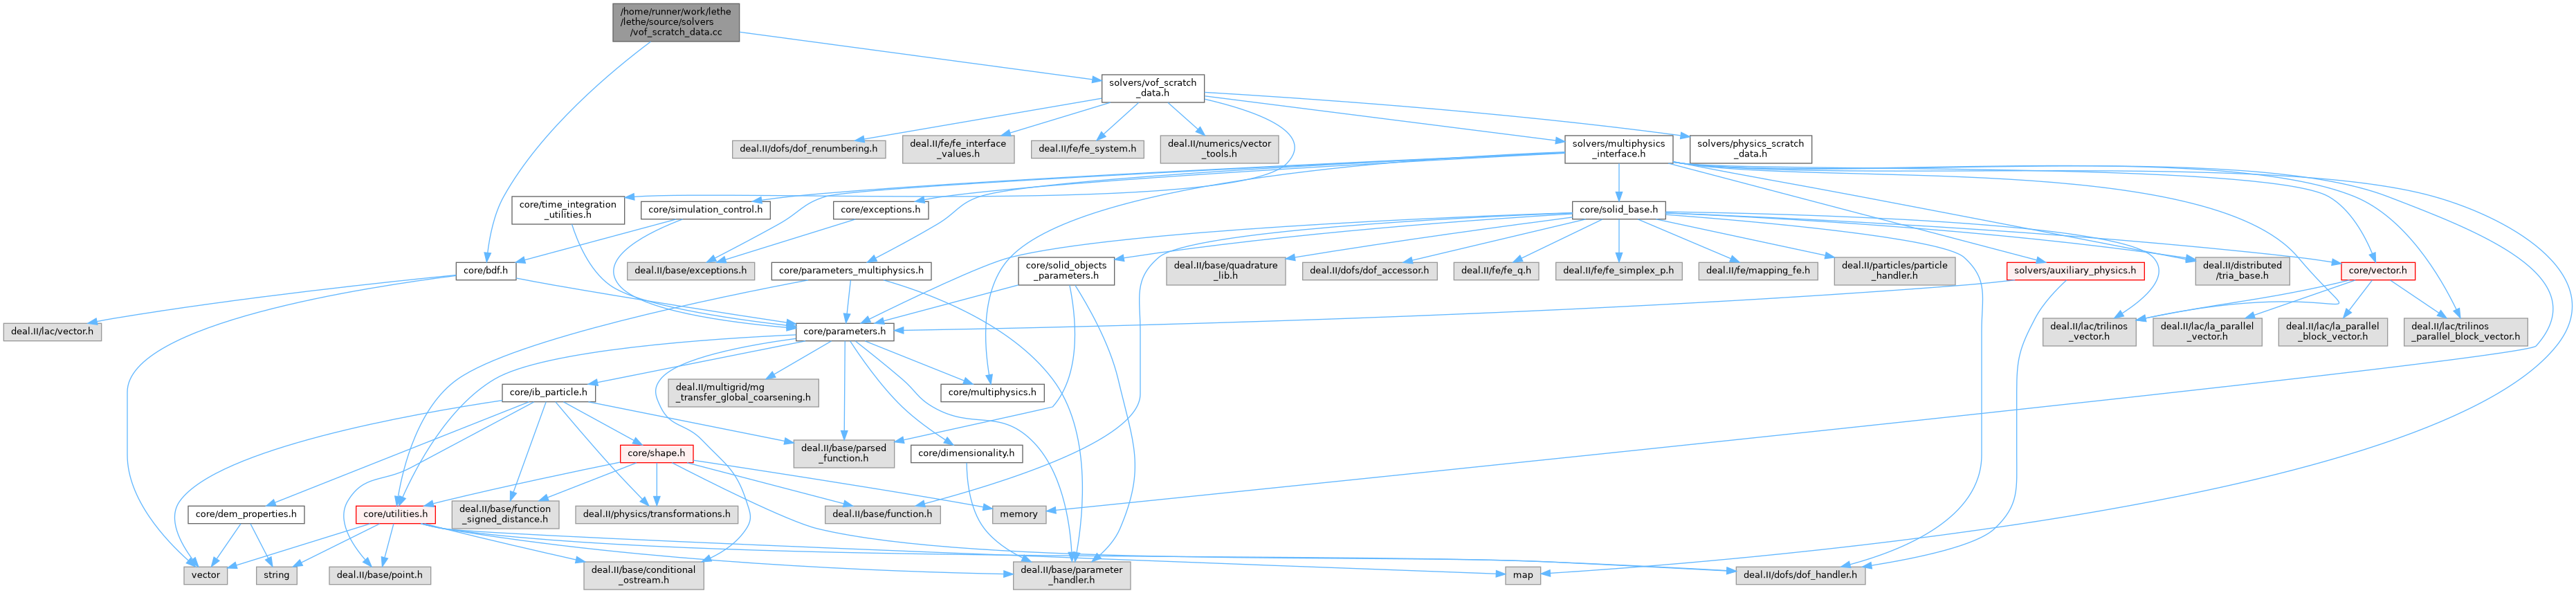 /home/runner/work/lethe
/lethe/source/solvers
/vof_scratch_data.cc
solvers/vof_scratch
_data.h
deal.II/dofs/dof_renumbering.h
deal.II/fe/fe_interface
_values.h
deal.II/fe/fe_system.h
deal.II/numerics/vector
_tools.h
solvers/multiphysics
_interface.h
solvers/physics_scratch
_data.h
core/time_integration
_utilities.h
core/simulation_control.h
core/exceptions.h
core/solid_base.h
core/bdf.h
deal.II/base/exceptions.h
core/parameters_multiphysics.h
core/solid_objects
_parameters.h
deal.II/base/quadrature
_lib.h
deal.II/dofs/dof_accessor.h
deal.II/fe/fe_q.h
deal.II/fe/fe_simplex_p.h
deal.II/fe/mapping_fe.h
deal.II/particles/particle
_handler.h
solvers/auxiliary_physics.h
deal.II/distributed
/tria_base.h
core/vector.h
deal.II/lac/vector.h
core/parameters.h
deal.II/lac/trilinos
_vector.h
deal.II/lac/la_parallel
_vector.h
deal.II/lac/la_parallel
_block_vector.h
deal.II/lac/trilinos
_parallel_block_vector.h
core/ib_particle.h
deal.II/multigrid/mg
_transfer_global_coarsening.h
core/multiphysics.h
core/shape.h
deal.II/base/parsed
_function.h
core/dimensionality.h
core/dem_properties.h
core/utilities.h
deal.II/base/function
_signed_distance.h
deal.II/physics/transformations.h
deal.II/base/function.h
memory
vector
string
deal.II/base/point.h
deal.II/base/conditional
_ostream.h
deal.II/base/parameter
_handler.h
map
deal.II/dofs/dof_handler.h